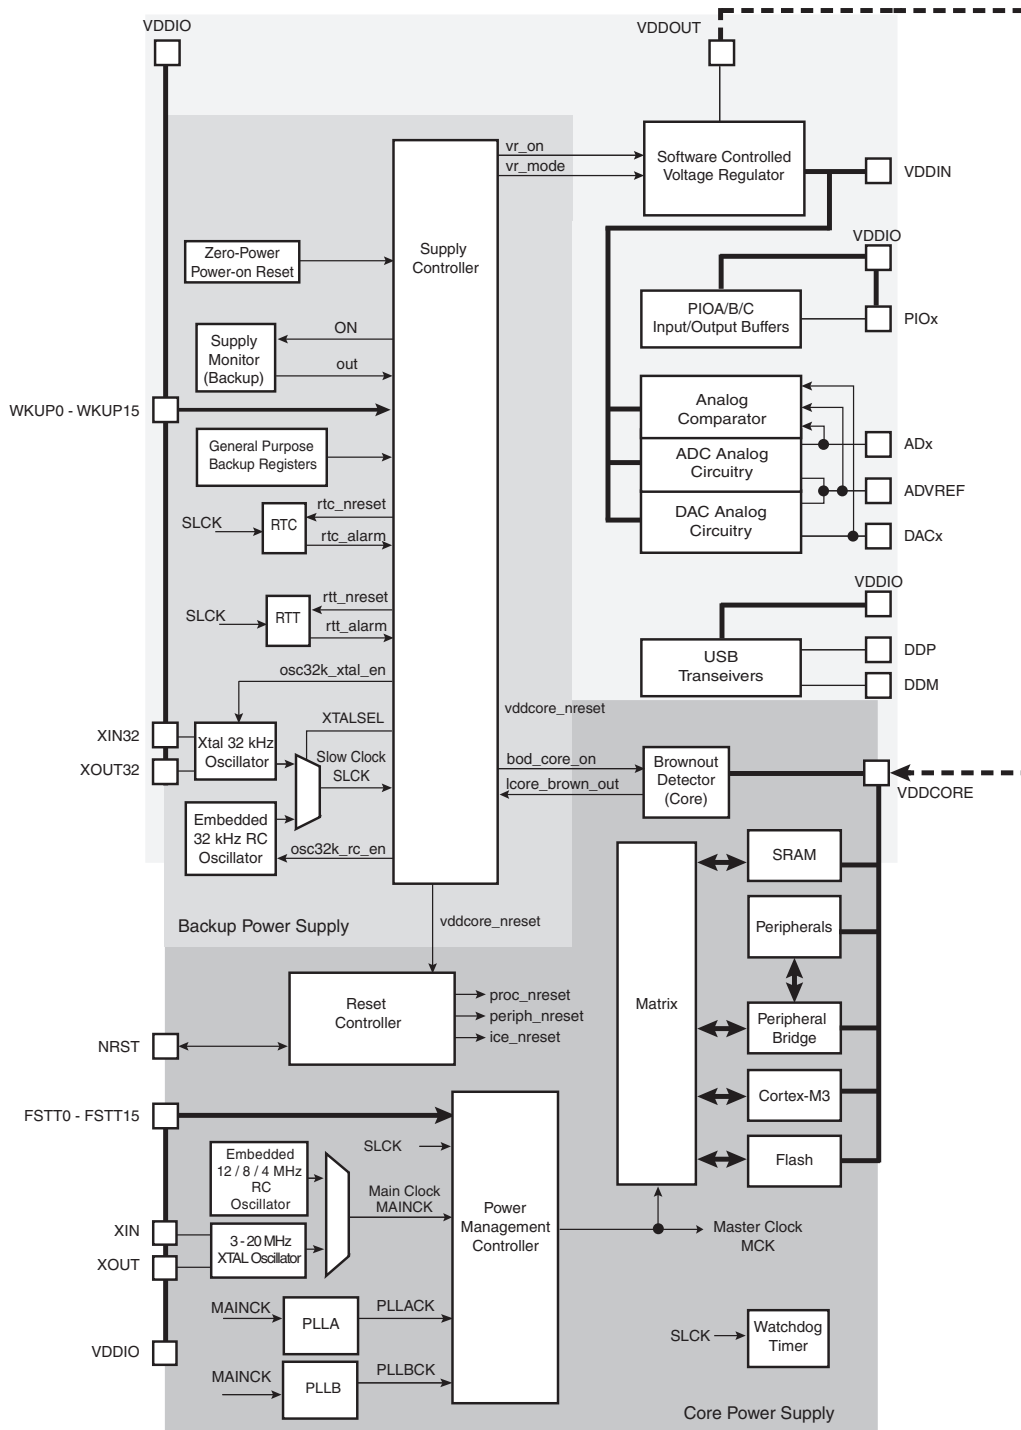 VDDIO
VDDOUT
vr_on
vr_mode
Software Controlled
Voltage Regulator
VDDIN
Supply
Controller
Zero-Power
Power-on Reset
VDDIO
PIOA/B/C
Input/Output Buffers
PIOx
ON
Supply
Monitor
(Backup)
out
WKUP0 - WKUP15
Analog
Comparator
ADx
General Purpose
Backup Registers
ADC Analog
Circuitry
ADVREF
rtc_nreset
SLCK
RTC
rtc_alarm
DAC Analog
Circuitry
DACx
VDDIO
rtt_nreset
SLCK
RTT
rtt_alarm
USB
Transeivers
DDP
DDM
osc32k_xtal_en
vddcore_nreset
XTALSEL
XIN32
Xtal 32 kHz
Oscillator
XOUT32
Slow Clock
SLCK
bod_core_on
lcore_brown_out
Brownout
Detector
(Core)
VDDCORE
Embedded
32 kHz RC
Oscillator
osc32k_rc_en
SRAM
Backup Power Supply
vddcore_nreset
Peripherals
Matrix
Reset
Controller
proc_nreset
periph_nreset
ice_nreset
Peripheral
Bridge
NRST
Cortex-M3
FSTT0 - FSTT15
SLCK
Embedded
12 / 8 / 4 MHz
RC
Oscillator
Flash
Main Clock
MAINCK
Power
Management
Controller
XIN
3 - 20 MHz
XTAL Oscillator
XOUT
Master Clock
MCK
MAINCK
PLLA
PLLACK
VDDIO
SLCK
Watchdog
Timer
MAINCK
PLLB
PLLBCK
Core Power Supply